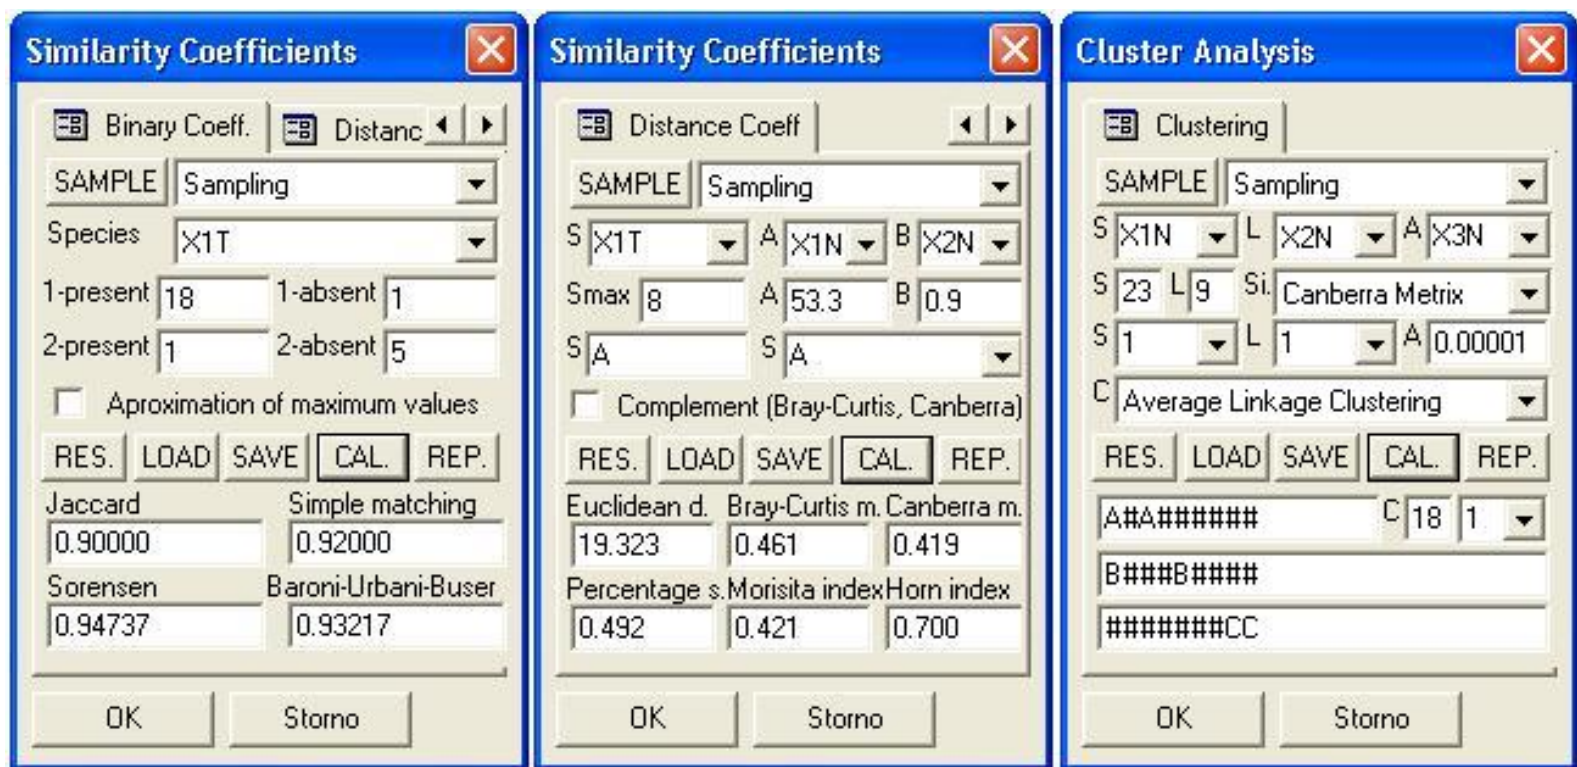 Similarity Coefficients
Binary Coeff. Distanc
SAMPLE Sampling
Species X1T
1-present 18 1-absent 1
2-present 1 2-absent 5
Aproximation of maximum values
RES. LOAD SAVE CAL. REP.
Jaccard Simple matching
0.90000 0.92000
Sorensen Baroni-Urbani-Buser
0.94737 0.93217
OK Storno
Similarity Coefficients
Distance Coeff
SAMPLE Sampling
S X1T A X1N B X2N
Smax 8 A 53.3 B 0.9
S A S A
Complement (Bray-Curtis, Canberra)
RES. LOAD SAVE CAL. REP.
Euclidean d. Bray-Curtis m. Canberra m.
19.323 0.461 0.419
Percentage s. Morisita index Horn index
0.492 0.421 0.700
OK Storno
Cluster Analysis
Clustering
SAMPLE Sampling
S X1N L X2N A X3N
S 23 L 9 Si. Canberra Metrix
S 1 L 1 A 0.00001
C Average Linkage Clustering
RES. LOAD SAVE CAL. REP.
A#A###### C 18 1
B###B####
#######CC
OK Storno